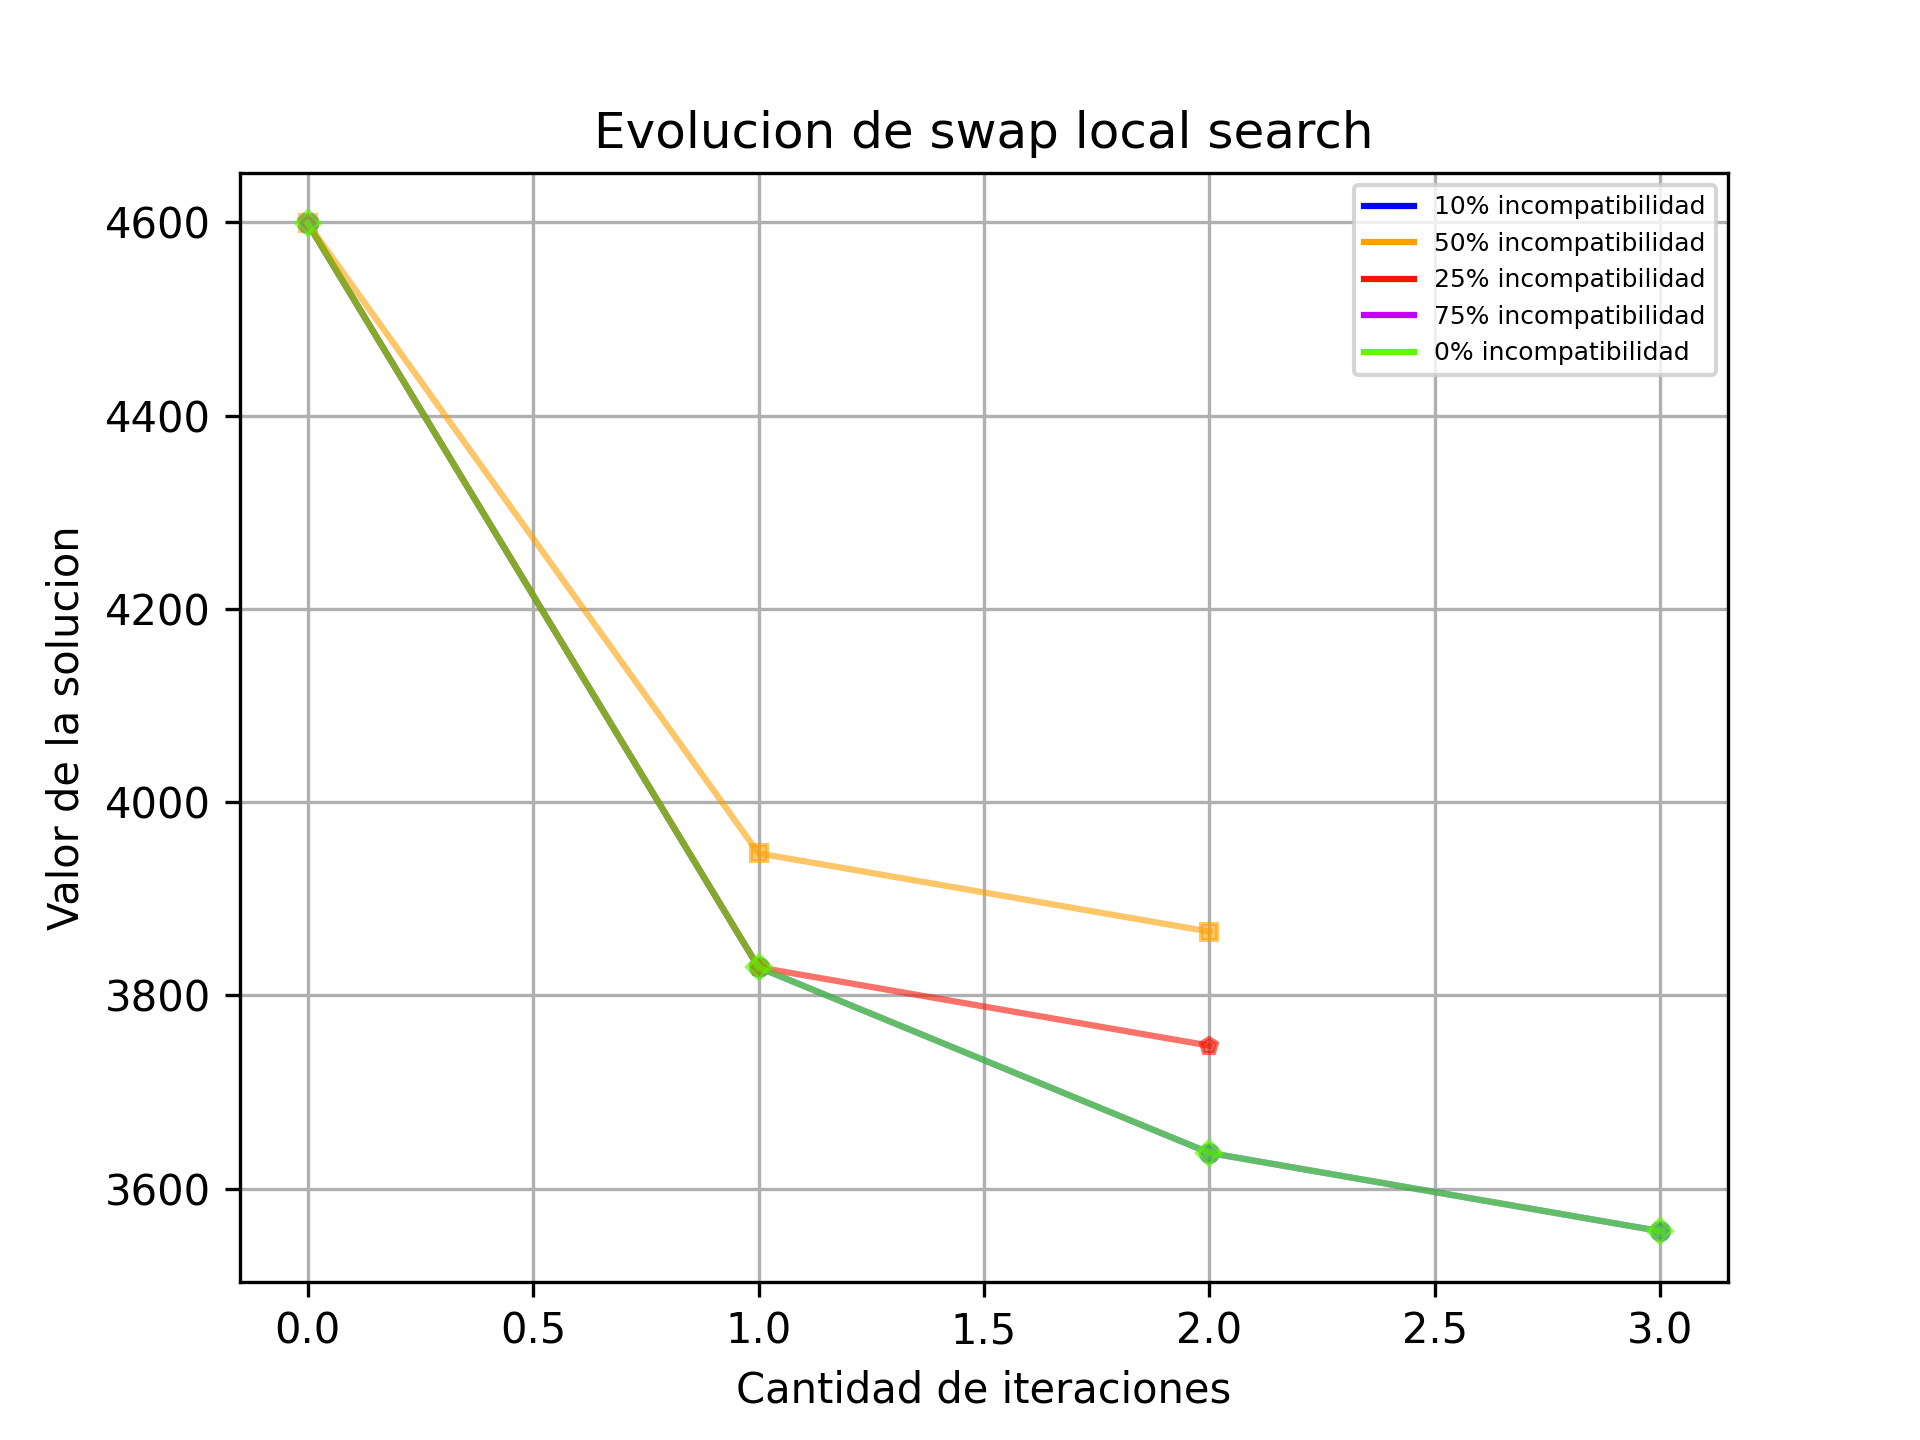 Evolucion de swap local search
10% incompatibilidad
50% incompatibilidad
25% incompatibilidad
75% incompatibilidad
0% incompatibilidad
4600
4400
4200
4000
3800
3600
Valor de la solucion
0.0 0.5 1.0 1.5 2.0 2.5 3.0
Cantidad de iteraciones